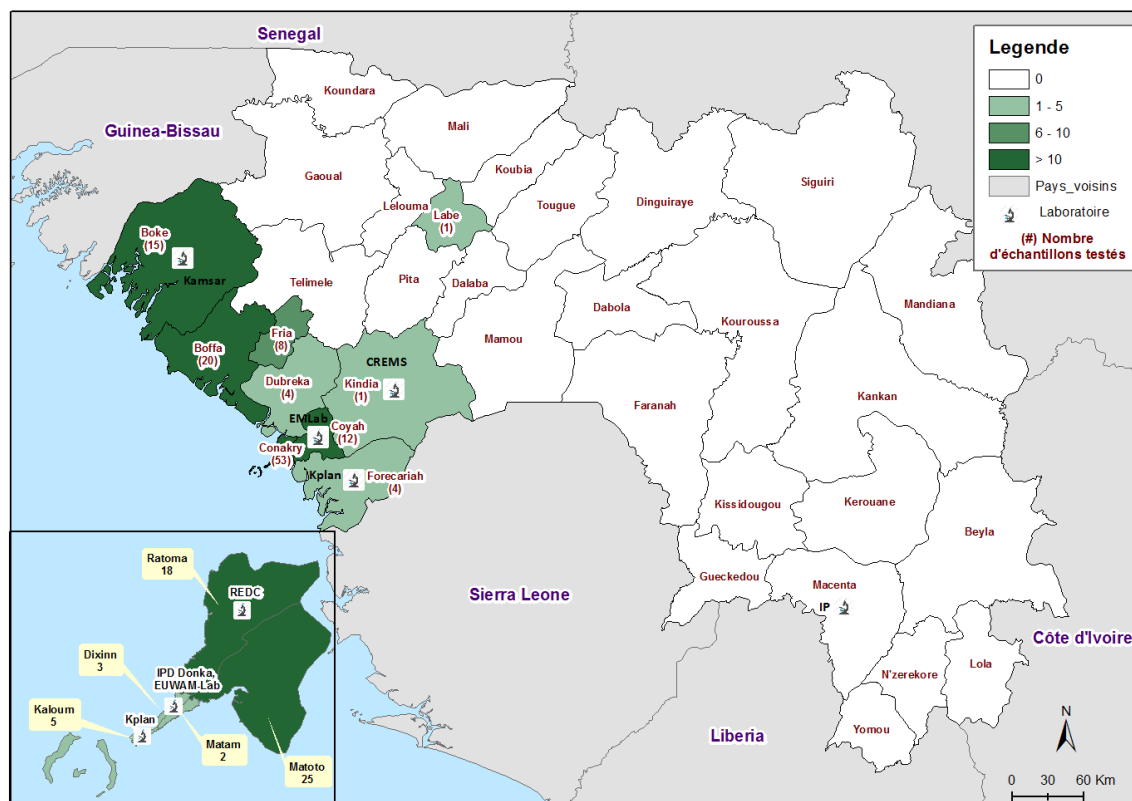 Senegal
Guinea-Bissau
Koundara
Mali
Gaoual
Koubia
Lelouma
Labe
(1)
Tougue
Dinguiraye
Siguiri
Boke
(15)
Kamsar
Telimele
Pita
Dalaba
Dabola
Kouroussa
Mandiana
Fria
(8)
Boffa
(20)
Mamou
CREMS
Kindia
(1)
Dubreka
(4)
EMLab
Coyah
(12)
Conakry
(53)
Kplan
Forecariah
(4)
Faranah
Kankan
Kissidougou
Kerouane
Beyla
Gueckedou
Macenta
IP
N'zerekore
Lola
Yomou
Sierra Leone
Liberia
Côte d'Ivoire
Legende
0
1 - 5
6 - 10
> 10
Pays_voisins
Laboratoire
(#) Nombre
d'échantillons testés
Ratoma
18
REDC
Dixinn
3
IPD Donka,
EUWAM-Lab
Kaloum
5
Kplan
Matam
2
Matoto
25
N
0 30 60 Km